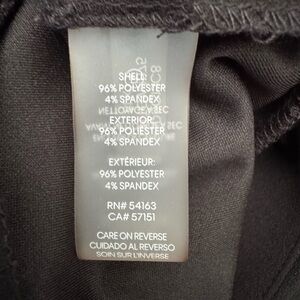 SHELL:
96% POLYESTER
4% SPANDEX
EXTERIOR:
96% POLIESTER
4% SPANDEX
EXTÉRIEUR:
96% POLYESTER
4% SPANDEX
RN# 54163
CA# 57151
CARE ON REVERSE
CUIDADO AL REVERSO
SOIN SUR L'INVERSE